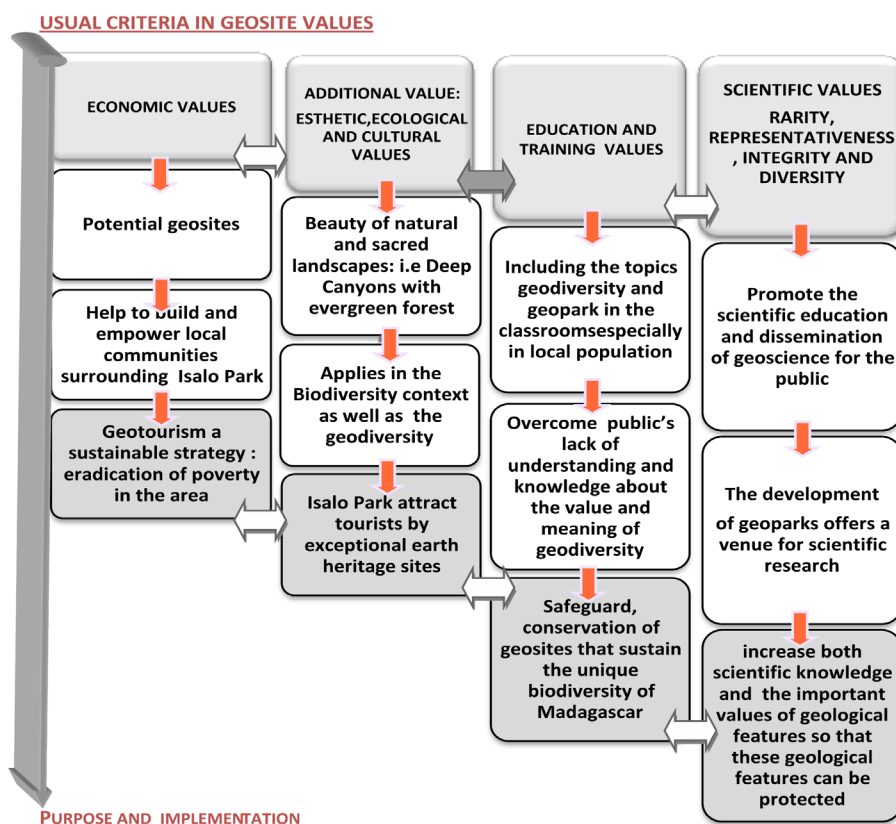 USUAL CRITERIA IN GEOSITE VALUES
ECONOMIC VALUES
Potential geosites
Help to build and
empower local
communities
surrounding Isalo Park
Geotourism a
sustainable strategy :
eradication of poverty
in the area
ADDITIONAL VALUE:
ESTHETIC,ECOLOGICAL
AND CULTURAL
VALUES
Beauty of natural
and sacred
landscapes: i.e Deep
Canyons with
evergreen forest
Applies in the
Biodiversity context
as well as the
geodiversity
Isalo Park attract
tourists by
exceptional earth
heritage sites
EDUCATION AND
TRAINING VALUES
Including the topics
geodiversity and
geopark in the
classroomsespecially
in local population
Overcome public's
lack of
understanding and
knowledge about
the value and
meaning of
geodiversity
Safeguard,
conservation of
geosites that sustain
the unique
biodiversity of
Madagascar
SCIENTIFIC VALUES
RARITY,
REPRESENTATIVENESS
, INTEGRITY AND
DIVERSITY
Promote the
scientific education
and dissemination
of geoscience for the
public
The development
of geoparks offers a
venue for scientific
research
increase both
scientific knowledge
and the important
values of geological
features so that
these geological
features can be
protected
PURPOSE AND IMPLEMENTATION